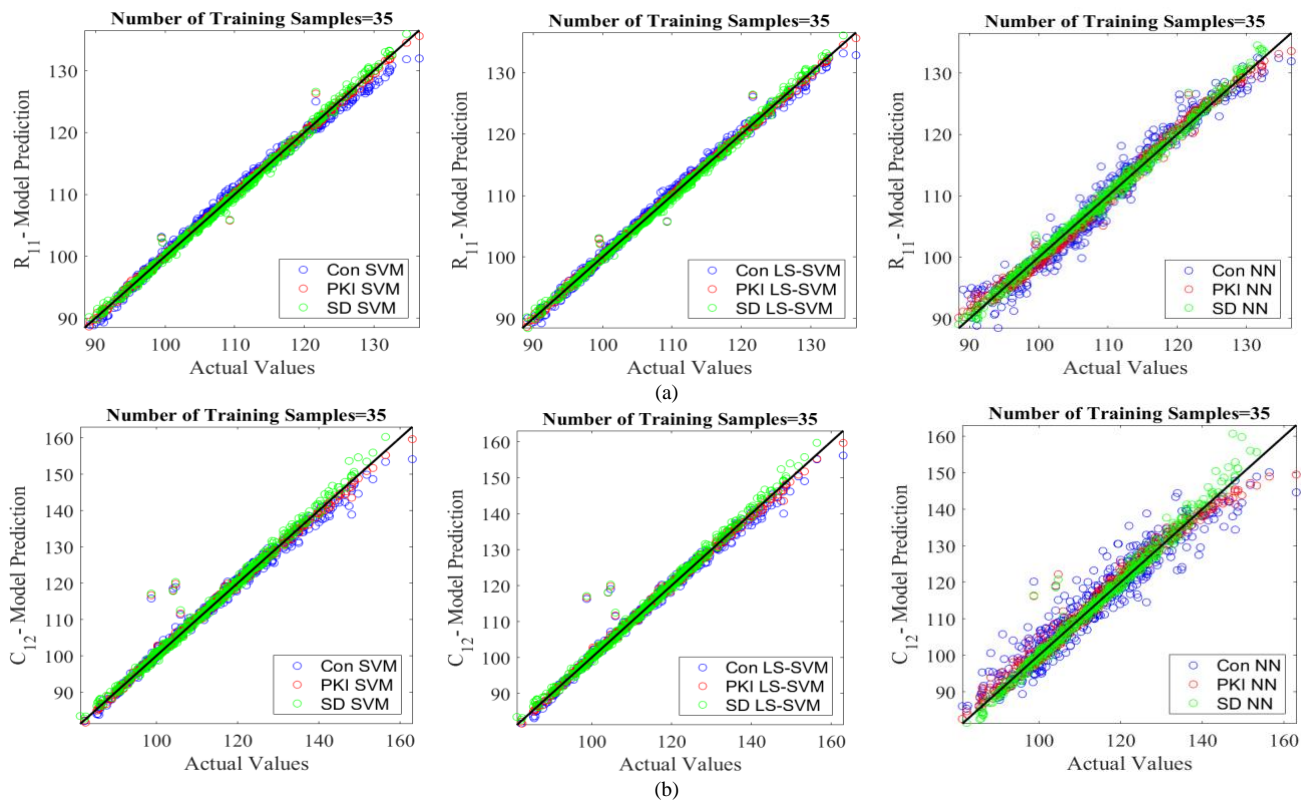 Number of Training Samples=35
R11- Model Prediction
130
120
110
100
90
90 100 110 120 130
Actual Values
Con SVM
PKI SVM
SD SVM
Number of Training Samples=35
R11- Model Prediction
130
120
110
100
90
90 100 110 120 130
Actual Values
Con LS-SVM
PKI LS-SVM
SD LS-SVM
Number of Training Samples=35
R11- Model Prediction
130
120
110
100
90
90 100 110 120 130
Actual Values
Con NN
PKI NN
SD NN
(a)
Number of Training Samples=35
C12- Model Prediction
160
150
140
130
120
110
100
90
100 120 140 160
Actual Values
Con SVM
PKI SVM
SD SVM
Number of Training Samples=35
C12- Model Prediction
160
150
140
130
120
110
100
90
100 120 140 160
Actual Values
Con LS-SVM
PKI LS-SVM
SD LS-SVM
Number of Training Samples=35
C12- Model Prediction
160
150
140
130
120
110
100
90
100 120 140 160
Actual Values
Con NN
PKI NN
SD NN
(b)